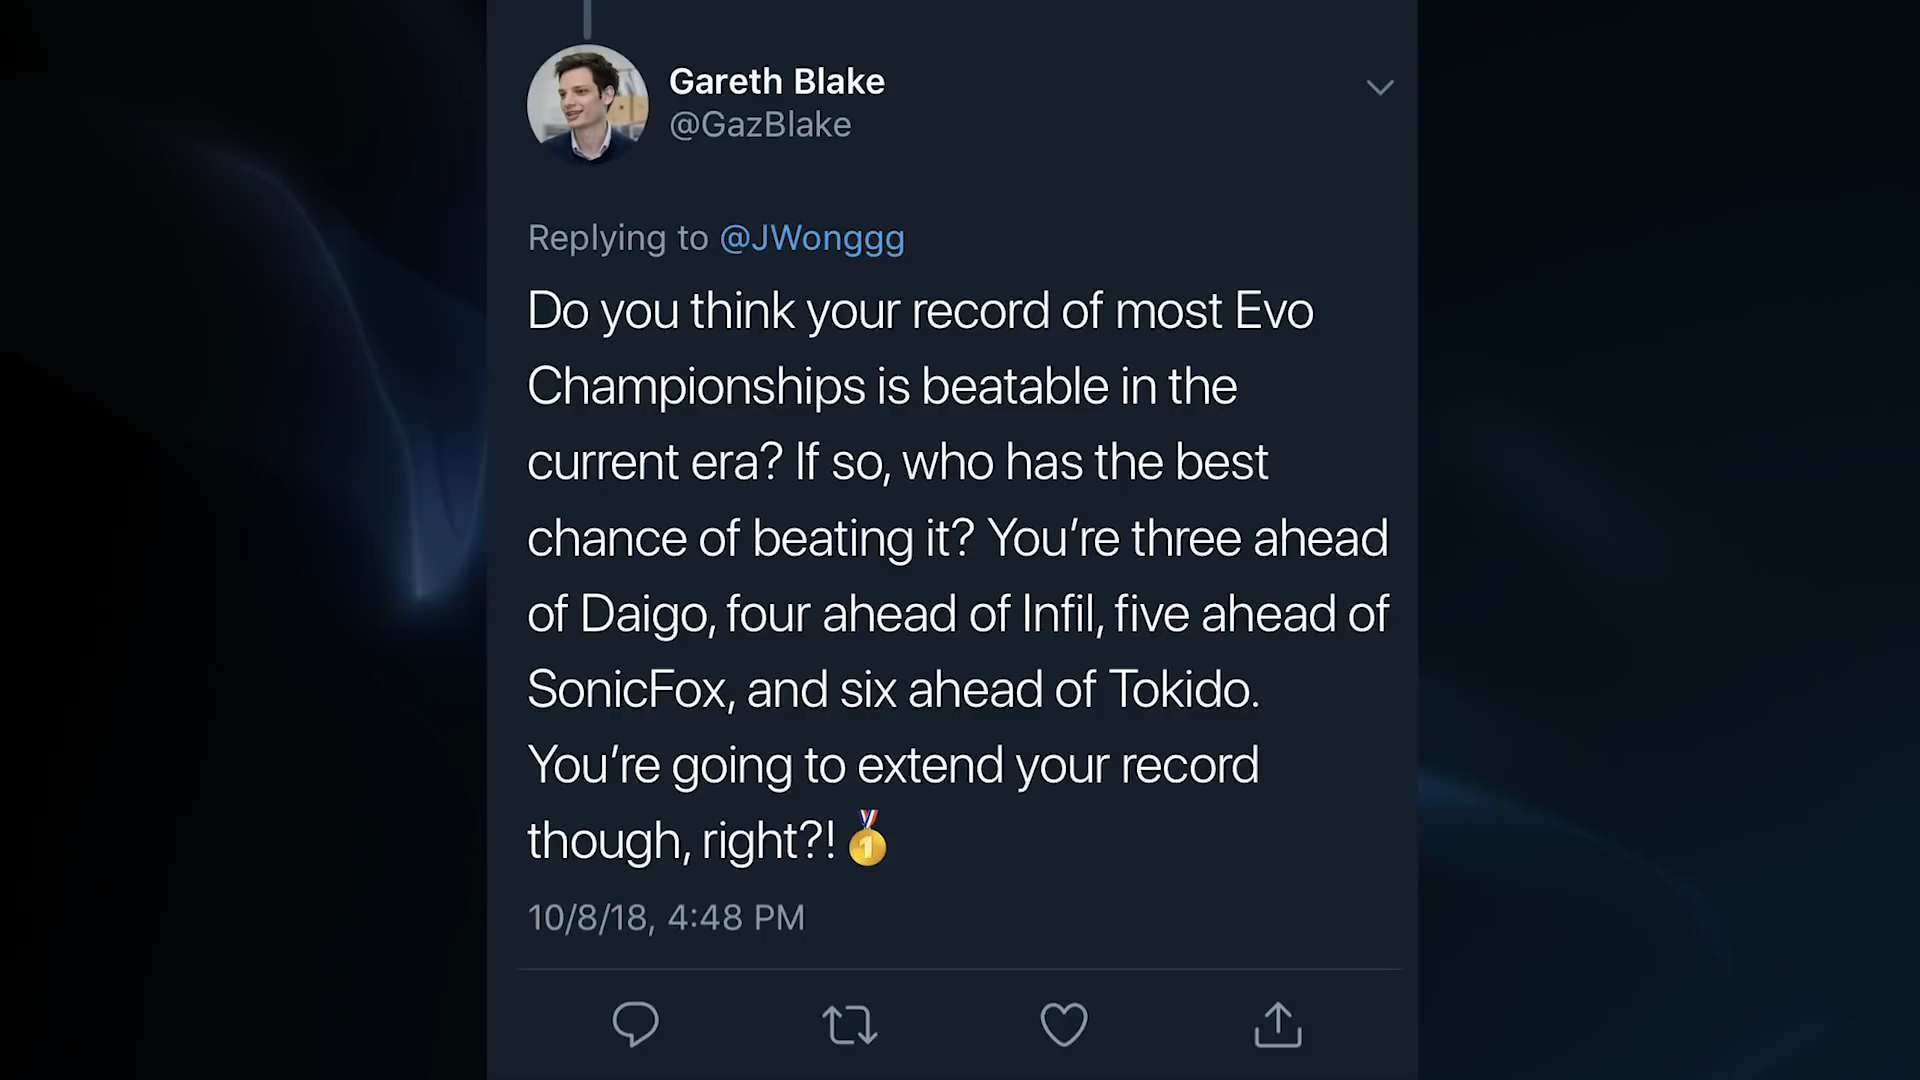 Gareth Blake
@GazBlake
Replying to @JWonggg
Do you think your record of most Evo
Championships is beatable in the
current era? If so, who has the best
chance of beating it? You’re three ahead
of Daigo, four ahead of Infil, five ahead of
SonicFox, and six ahead of Tokido.
You’re going to extend your record
though, right?! 🥇
10/8/18, 4:48 PM